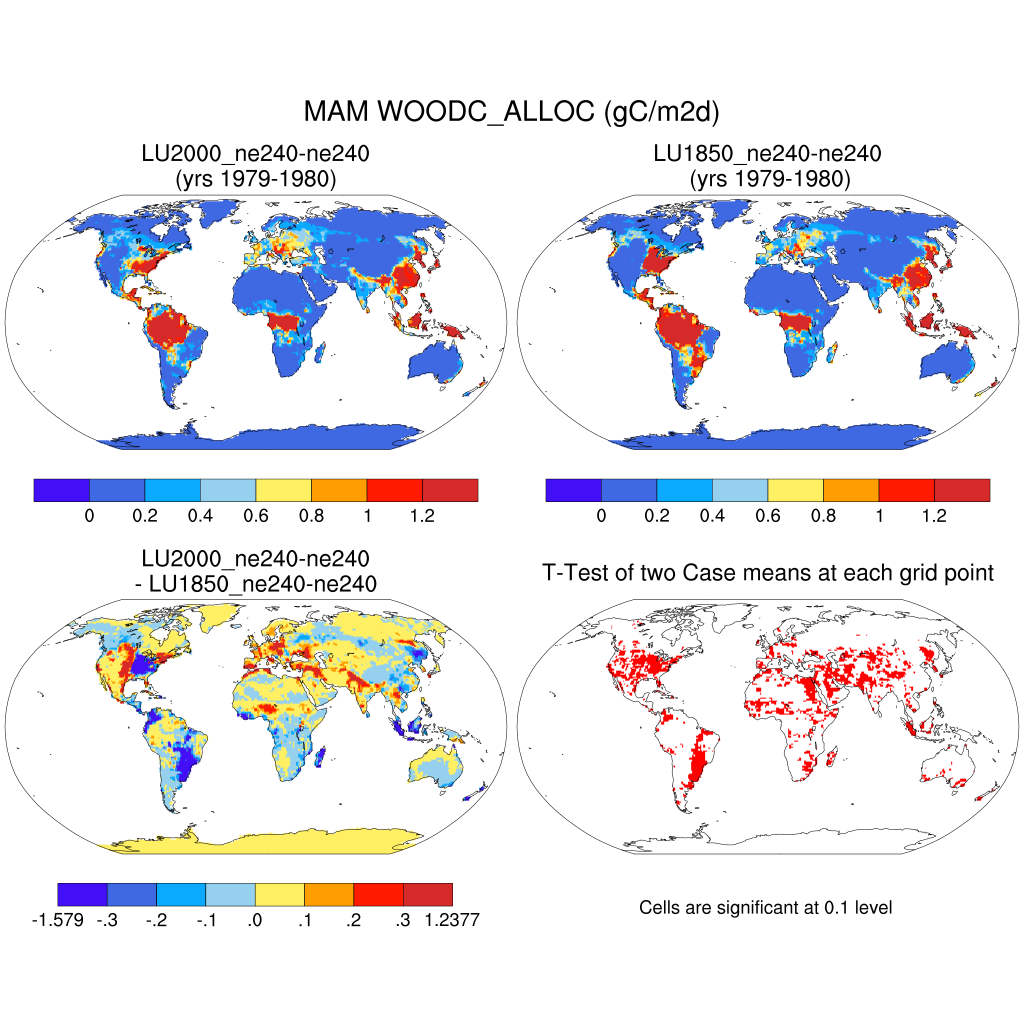 MAM WOODC_ALLOC (gC/m2d)
LU2000_ne240-ne240
(yrs 1979-1980)
LU1850_ne240-ne240
(yrs 1979-1980)
0 0.2 0.4 0.6 0.8 1 1.2
0 0.2 0.4 0.6 0.8 1 1.2
LU2000_ne240-ne240
- LU1850_ne240-ne240
T-Test of two Case means at each grid point
-1.579 -.3 -.2 -.1 .0 .1 .2 .3 1.2377
Cells are significant at 0.1 level